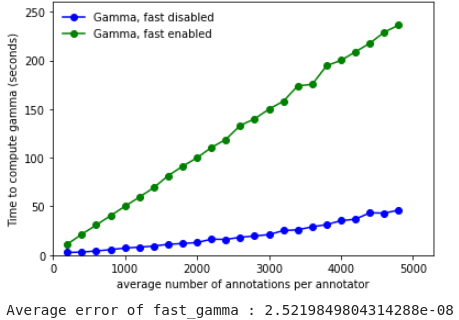 Gamma, fast disabled
Gamma, fast enabled
Time to compute gamma (seconds)
250
200
150
100
50
0
0 1000 2000 3000 4000 5000
average number of annotations per annotator
Average error of fast_gamma : 2.5219849804314288e-08